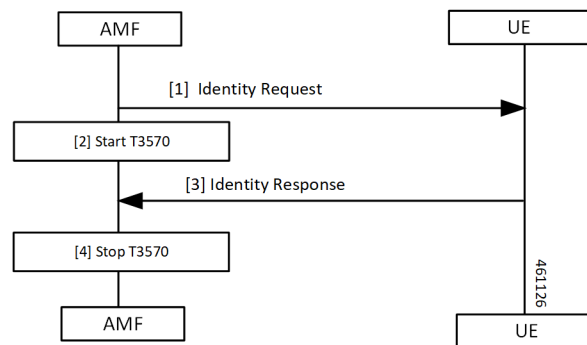 AMF
UE
[1] Identity Request
[2] Start T3570
[3] Identity Response
[4] Stop T3570
461126
AMF
UE